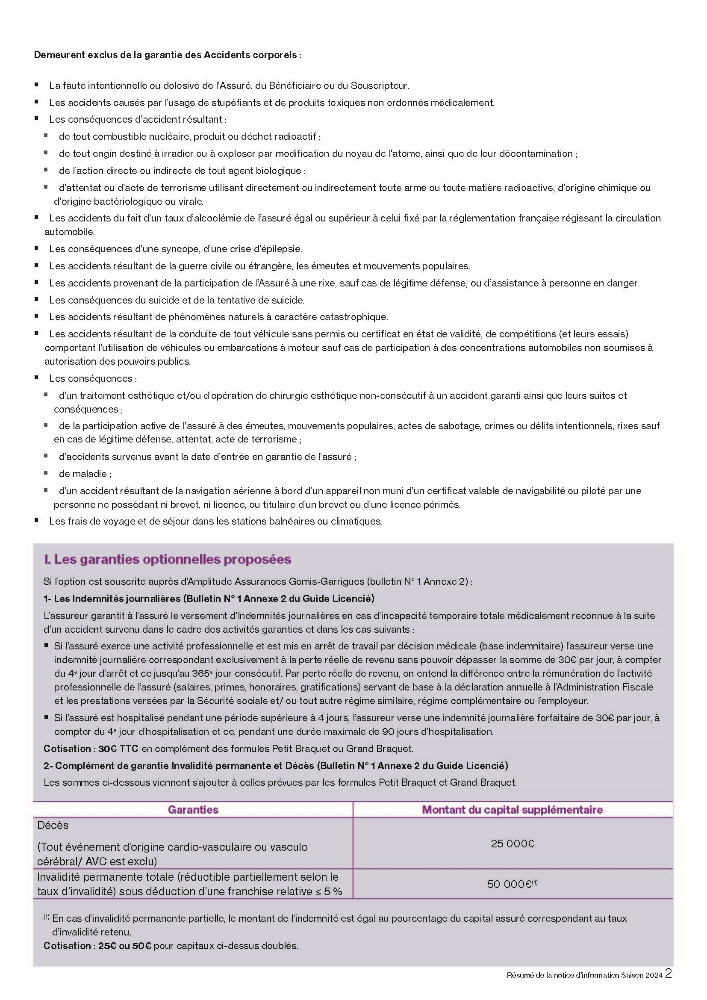 Demeurent exclus de la garantie des Accidents corporels :
▪ La faute intentionnelle ou dolosive de l'Assuré, du Bénéficiaire ou du Souscripteur.
▪ Les accidents causés par l’usage de stupéfiants et de produits toxiques non ordonnés médicalement.
▪ Les conséquences d’accident résultant :
▪ de tout combustible nucléaire, produit ou déchet radioactif ;
▪ de tout engin destiné à irradier ou à exploser par modification du noyau de l'atome, ainsi que de leur décontamination ;
▪ de l’action directe ou indirecte de tout agent biologique ;
▪ d’attentat ou d’acte de terrorisme utilisant directement ou indirectement toute arme ou toute matière radioactive, d’origine chimique ou
d’origine bactériologique ou virale.
▪ Les accidents du fait d’un taux d’alcoolémie de l’assuré égal ou supérieur à celui fixé par la réglementation française régissant la circulation
automobile.
▪ Les conséquences d’une syncope, d’une crise d’épilepsie.
▪ Les accidents résultant de la guerre civile ou étrangère, les émeutes et mouvements populaires.
▪ Les accidents provenant de la participation de l’Assuré à une rixe, sauf cas de légitime défense, ou d’assistance à personne en danger.
▪ Les conséquences du suicide et de la tentative de suicide.
▪ Les accidents résultant de phénomènes naturels à caractère catastrophique.
▪ Les accidents résultant de la conduite de tout véhicule sans permis ou certificat en état de validité, de compétitions (et leurs essais)
comportant l'utilisation de véhicules ou embarcations à moteur sauf cas de participation à des concentrations automobiles non soumises à
autorisation des pouvoirs publics.
▪ Les conséquences :
▪ d’un traitement esthétique et/ou d’opération de chirurgie esthétique non-consécutif à un accident garanti ainsi que leurs suites et
conséquences ;
▪ de la participation active de l’assuré à des émeutes, mouvements populaires, actes de sabotage, crimes ou délits intentionnels, rixes sauf
en cas de légitime défense, attentat, acte de terrorisme ;
▪ d’accidents survenus avant la date d’entrée en garantie de l’assuré ;
▪ de maladie ;
▪ d’un accident résultant de la navigation aérienne à bord d’un appareil non muni d’un certificat valable de navigabilité ou piloté par une
personne ne possédant ni brevet, ni licence, ou titulaire d’un brevet ou d’une licence périmés.
▪ Les frais de voyage et de séjour dans les stations balnéaires ou climatiques.
I. Les garanties optionnelles proposées
Si l’option est souscrite auprès d’Amplitude Assurances Gomis-Garrigues (bulletin N° 1 Annexe 2) :
1- Les Indemnités journalières (Bulletin N° 1 Annexe 2 du Guide Licencié)
L’assureur garantit à l’assuré le versement d’Indemnités journalières en cas d’incapacité temporaire totale médicalement reconnue à la suite
d’un accident survenu dans le cadre des activités garanties et dans les cas suivants :
▪ Si l’assuré exerce une activité professionnelle et est mis en arrêt de travail par décision médicale (base indemnitaire) l’assureur verse une
indemnité journalière correspondant exclusivement à la perte réelle de revenu sans pouvoir dépasser la somme de 30€ par jour, à compter
du 4e jour d’arrêt et ce jusqu’au 365e jour consécutif. Par perte réelle de revenu, on entend la différence entre la rémunération de l’activité
professionnelle de l’assuré (salaires, primes, honoraires, gratifications) servant de base à la déclaration annuelle à l’Administration Fiscale
et les prestations versées par la Sécurité sociale et/ ou tout autre régime similaire, régime complémentaire ou l’employeur.
▪ Si l’assuré est hospitalisé pendant une période supérieure à 4 jours, l’assureur verse une indemnité journalière forfaitaire de 30€ par jour, à
compter du 4e jour d’hospitalisation et ce, pendant une durée maximale de 90 jours d’hospitalisation.
Cotisation : 30€ TTC en complément des formules Petit Braquet ou Grand Braquet.
2- Complément de garantie Invalidité permanente et Décès (Bulletin N° 1 Annexe 2 du Guide Licencié)
Les sommes ci-dessous viennent s’ajouter à celles prévues par les formules Petit Braquet et Grand Braquet.
Garanties Montant du capital supplémentaire
Décès
(Tout événement d’origine cardio-vasculaire ou vasculo
cérébral/ AVC est exclu)
25 000€
Invalidité permanente totale (réductible partiellement selon le
taux d’invalidité) sous déduction d’une franchise relative ≤ 5 %
50 000€(1)
(1) En cas d’invalidité permanente partielle, le montant de l’indemnité est égal au pourcentage du capital assuré correspondant au taux
d’invalidité retenu.
Cotisation : 25€ ou 50€ pour capitaux ci-dessus doublés.
Résumé de la notice d’information Saison 2024 2